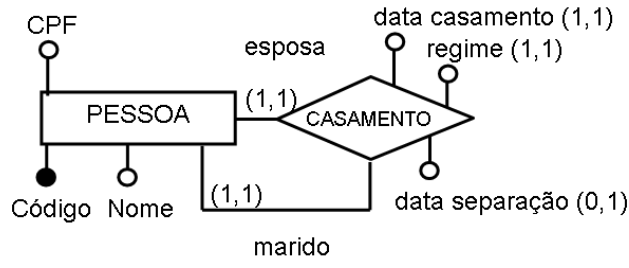 CPF
data casamento (1,1)
esposa
regime (1,1)
PESSOA
(1,1)
CASAMENTO
Código
Nome
(1,1)
data separação (0,1)
marido